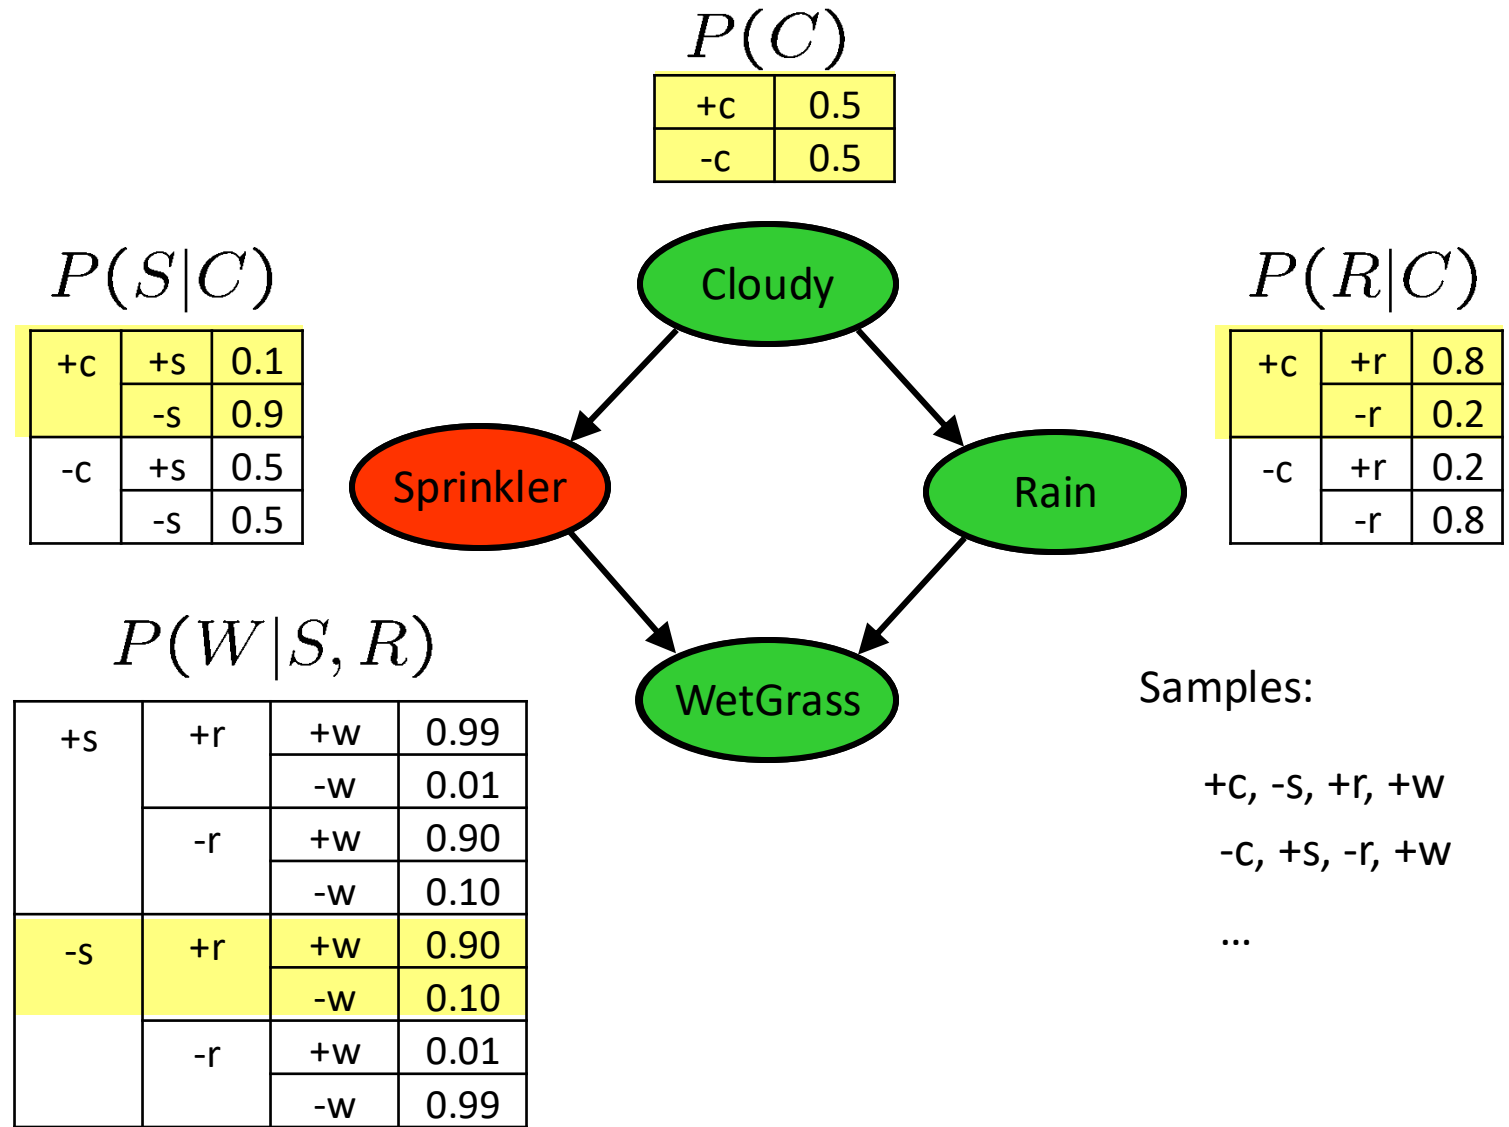 P(C)
+c 0.5
-c 0.5
Cloudy
P(S|C)
+c +s 0.1
-s 0.9
-c +s 0.5
-s 0.5
P(R|C)
+c +r 0.8
-r 0.2
-c +r 0.2
-r 0.8
Sprinkler
Rain
WetGrass
P(W|S, R)
+s +r +w 0.99
-w 0.01
-r +w 0.90
-w 0.10
-s +r +w 0.90
-w 0.10
-r +w 0.01
-w 0.99
Samples:
+c, -s, +r, +w
-c, +s, -r, +w
...